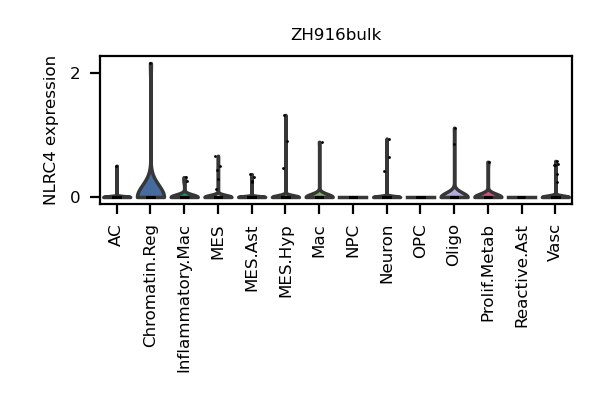 ZH916bulk
NLRC4 expression
2
0
AC
Chromatin.Reg
Inflammatory.Mac
MES
MES.Ast
MES.Hyp
Mac
NPC
Neuron
OPC
Oligo
Prolif.Metab
Reactive.Ast
Vasc